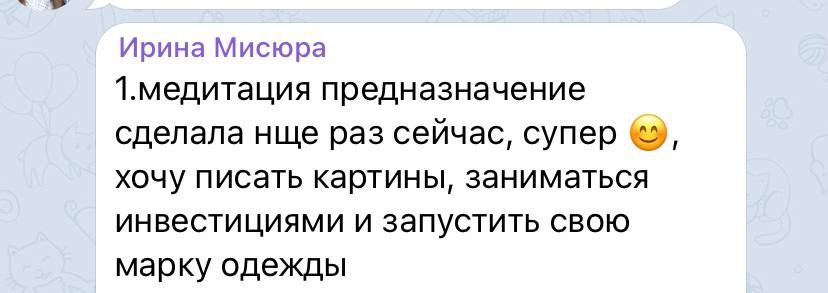 Ирина Мисюра
1.медитация предназначение
сделала нще раз сейчас, супер 😊,
хочу писать картины, заниматься
инвестициями и запустить свою
марку одежды